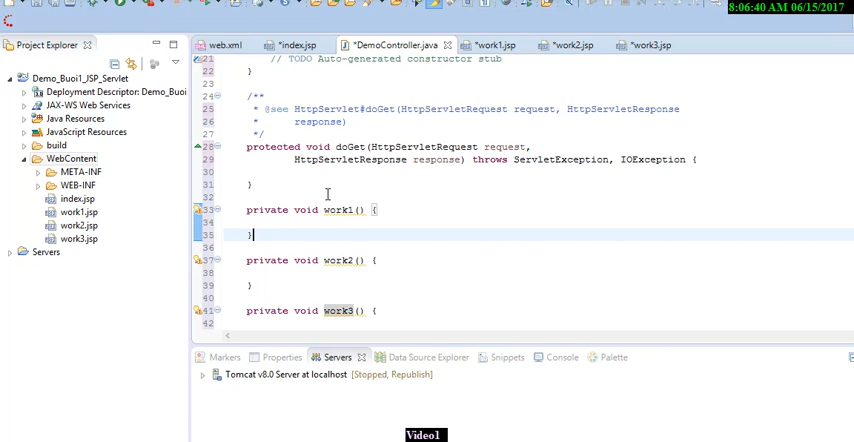 8:06:40 AM 06/15/2017
Project Explorer
web.xml *index.jsp *DemoController.java *work1.jsp *work2.jsp *work3.jsp
Demo_Buoi1_JSP_Servlet
Deployment Descriptor: Demo_Buoi
JAX-WS Web Services
Java Resources
JavaScript Resources
build
WebContent
META-INF
WEB-INF
index.jsp
work1.jsp
work2.jsp
work3.jsp
Servers
21 // TODO Auto-generated constructor stub
22 }
23
24 /**
25 * @see HttpServlet#doGet(HttpServletRequest request, HttpServletResponse
26 * response)
27 */
28 protected void doGet(HttpServletRequest request,
29 HttpServletResponse response) throws ServletException, IOException {
30
31 }
32
33 private void work1() {
34
35 }
36
37 private void work2() {
38
39 }
40
41 private void work3() {
42
Markers Properties Servers Data Source Explorer Snippets Console Palette
Tomcat v8.0 Server at localhost [Stopped, Republish]
Video1